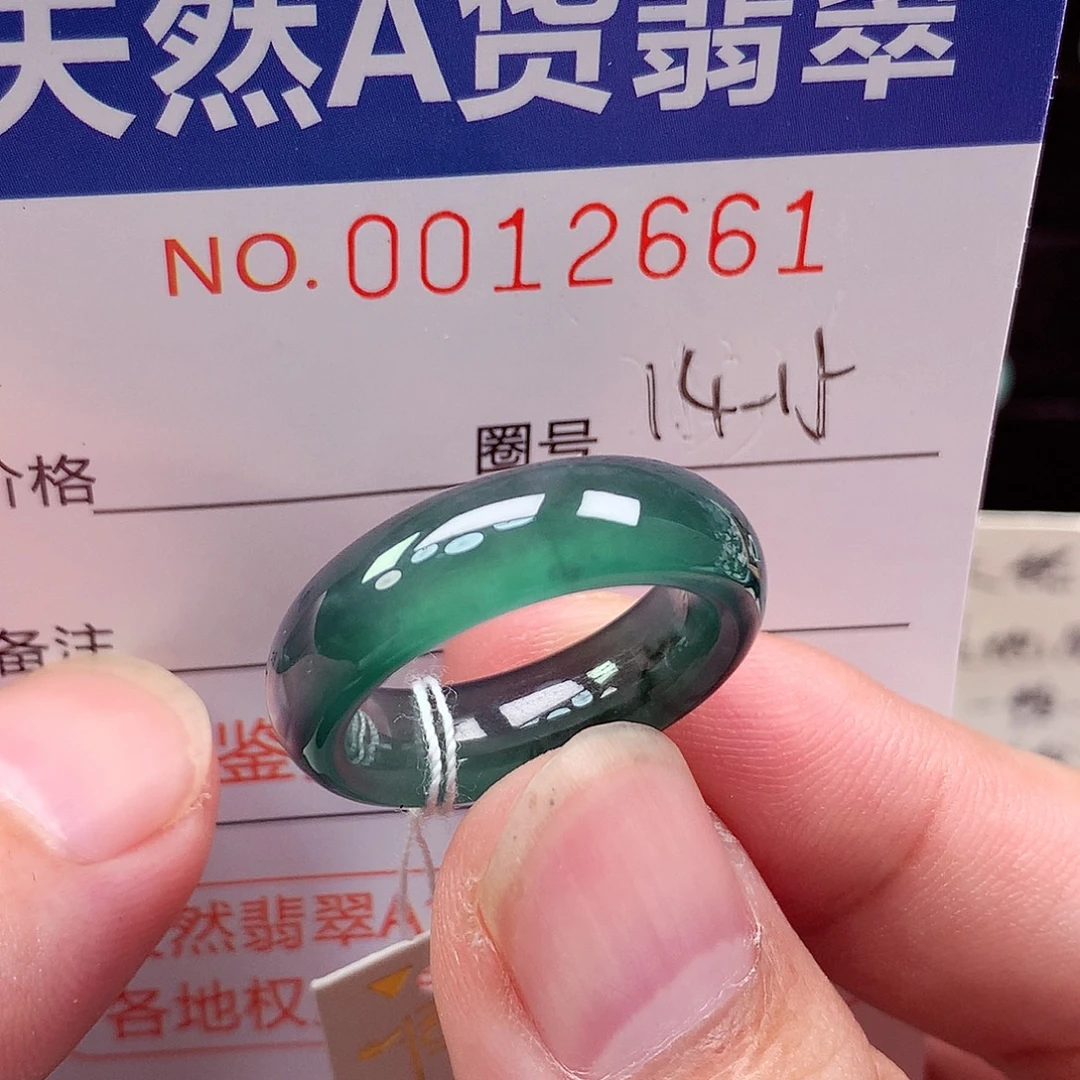 天然A货翡翠
NO. 0012661
价格
圈号 14-15
备注
鉴
然翡翠A
各地权